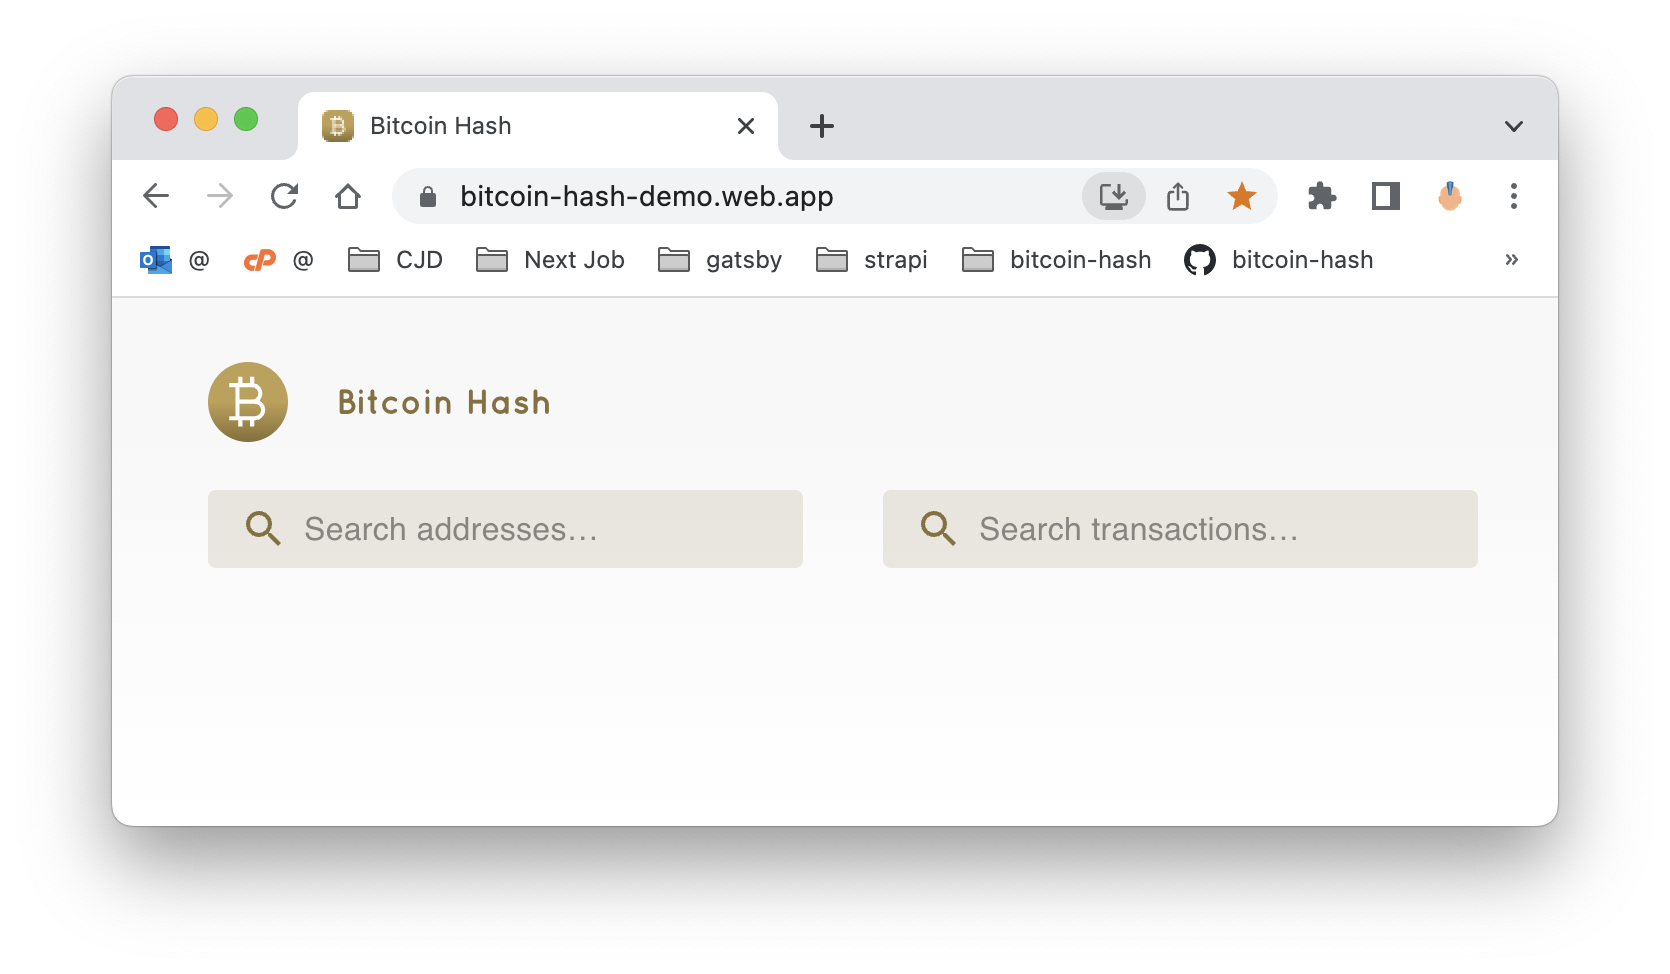 Bitcoin Hash
bitcoin-hash-demo.web.app
@ @ CJD Next Job gatsby strapi bitcoin-hash bitcoin-hash »
Bitcoin Hash
Search addresses… Search transactions…